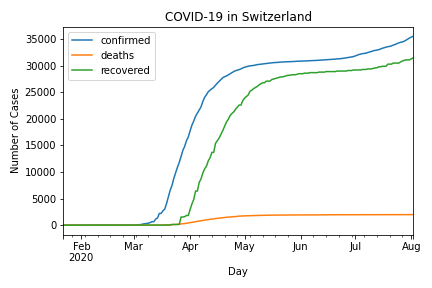 COVID-19 in Switzerland
confirmed
deaths
recovered
Number of Cases
35000
30000
25000
20000
15000
10000
5000
0
Feb Mar Apr May Jun Jul Aug
2020
Day